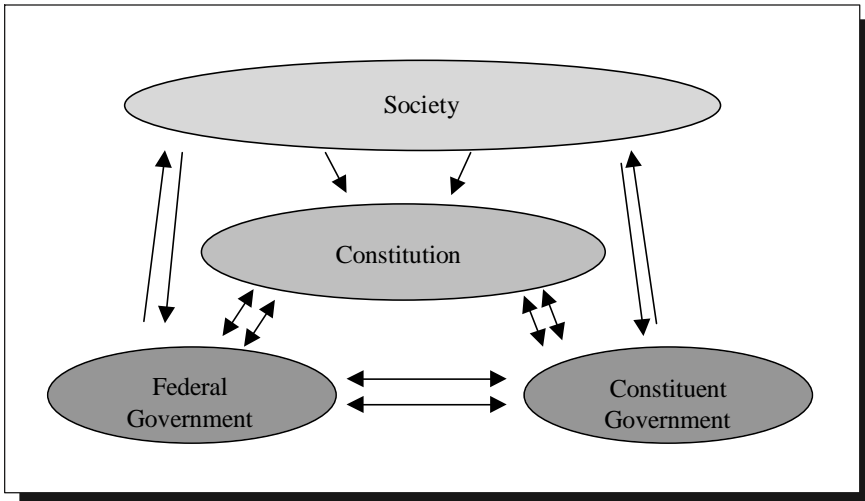 Society
Constitution
Federal
Government
Constituent
Government